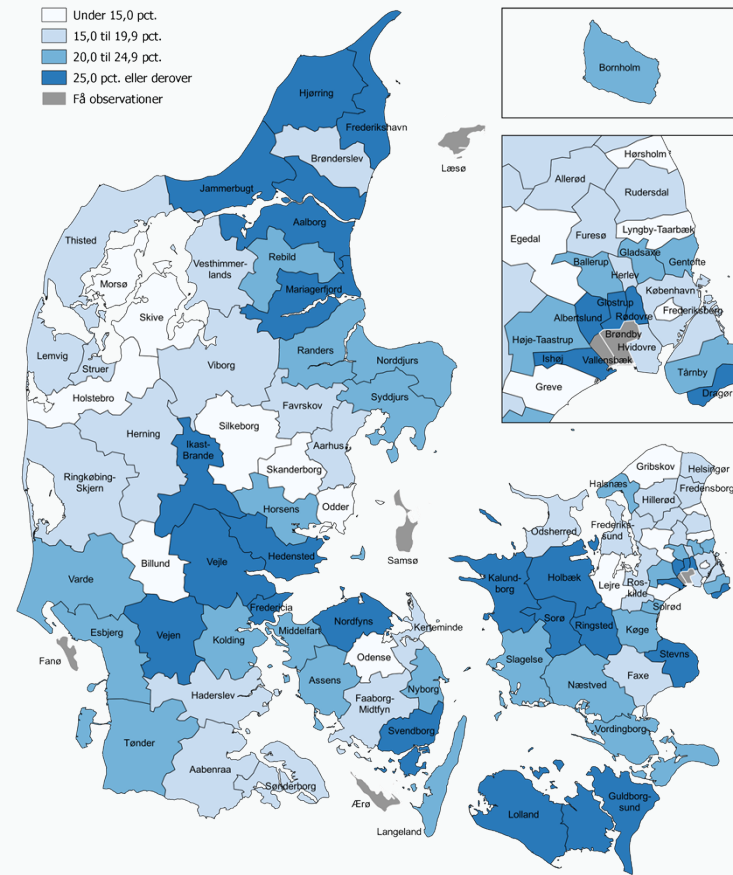 Under 15,0 pct.
15,0 til 19,9 pct.
20,0 til 24,9 pct.
25,0 pct. eller derover
Få observationer
Bornholm
Hjørring
Frederikshavn
Brønderslev
Læsø
Jammerbugt
Aalborg
Thisted
Vesthimmer-
lands
Rebild
Morsø
Mariagerfjord
Skive
Lemvig
Struer
Viborg
Randers
Norddjurs
Holstebro
Syddjurs
Favrskov
Silkeborg
Herning
Aarhus
Ikast-
Brande
Skanderborg
Ringkøbing-
Skjern
Horsens
Odder
Hedensted
Billund
Vejle
Samsø
Varde
Fredericia
Vejen
Kolding
Esbjerg
Fanø
Middelfart
Nordfyns
Kerteminde
Odense
Assens
Nyborg
Haderslev
Faaborg-
Midtfyn
Svendborg
Tønder
Aabenraa
Sønderborg
Ærø
Langeland
Hørsholm
Allerød
Rudersdal
Egedal
Furesø
Lyngby-Taarbæk
Gladsaxe
Ballerup
Gentofte
Herlev
København
Glostrup
Albertslund
Rødovre
Frederiksberg
Høje-Taastrup
Brøndby
Hvidovre
Ishøj
Vallensbæk
Greve
Tårnby
Dragør
Gribskov
Helsingør
Halsnæs
Fredensborg
Hillerød
Odsherred
Frederiks-
sund
Kalund-
borg
Holbæk
Lejre
Ros-
kilde
Solrød
Sorø
Ringsted
Køge
Stevns
Slagelse
Faxe
Næstved
Vordingborg
Guldborg-
sund
Lolland